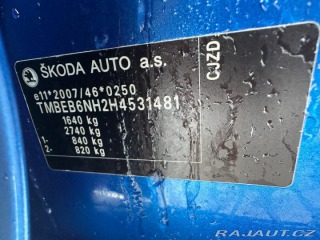 ŠKODA AUTO a.s.
e11*2007/46*0250
TMBEB6NH2H4531481
1640 kg
2740 kg
1- 840 kg
2- 820 kg
CJZD
RAJAUT.CZ